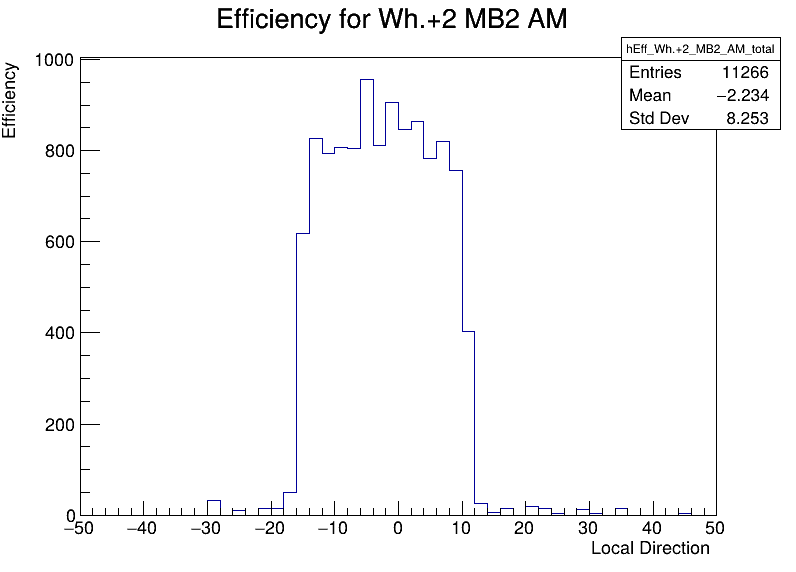 Efficiency for Wh.+2 MB2 AM
hEff_Wh.+2_MB2_AM_total
Entries 11266
Mean −2.234
Std Dev 8.253
Efficiency
1000
800
600
400
200
0
−50 −40 −30 −20 −10 0 10 20 30 40 50
Local Direction